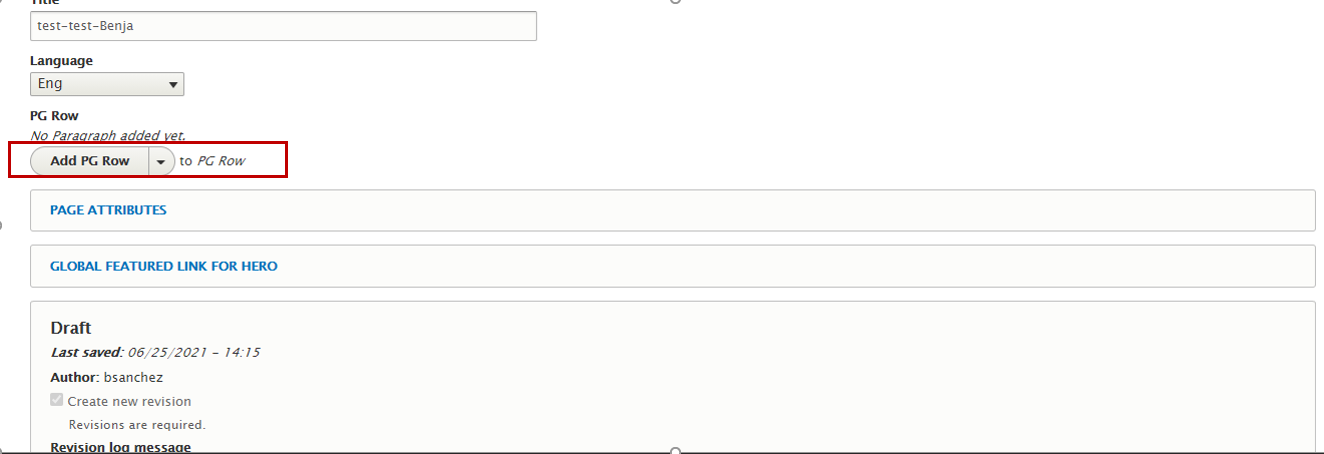 Title
test-test-Benja
Language
Eng
PG Row
No Paragraph added yet.
Add PG Row to PG Row
PAGE ATTRIBUTES
GLOBAL FEATURED LINK FOR HERO
Draft
Last saved: 06/25/2021 - 14:15
Author: bsanchez
Create new revision
Revisions are required.
Revision log message